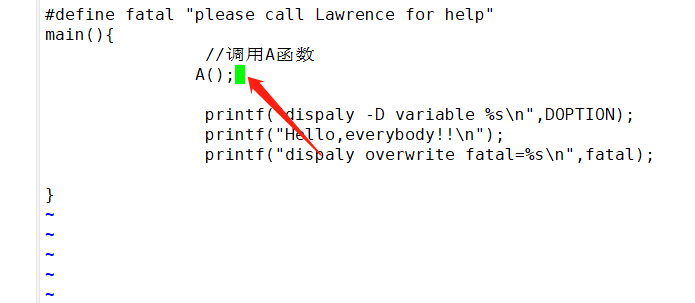 #define fatal "please call Lawrence for help"
main(){
//调用A函数
A();
printf("dispaly -D variable %s\n",DOPTION);
printf("Hello,everybody!!\n");
printf("dispaly overwrite fatal=%s\n",fatal);
}
~
~
~
~
~